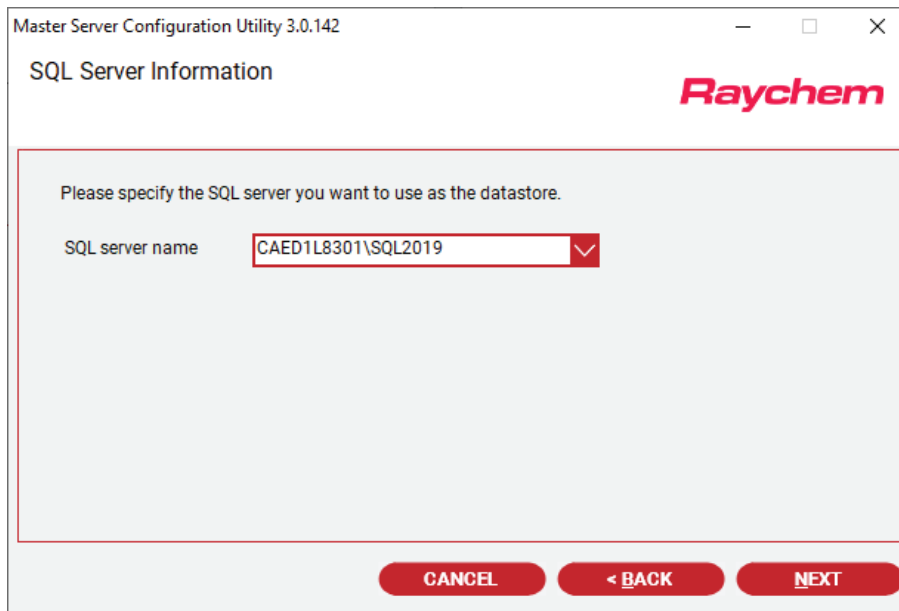 Master Server Configuration Utility 3.0.142
SQL Server Information
Raychem
Please specify the SQL server you want to use as the datastore.
SQL server name
CAED1L8301\SQL2019
CANCEL
< BACK
NEXT